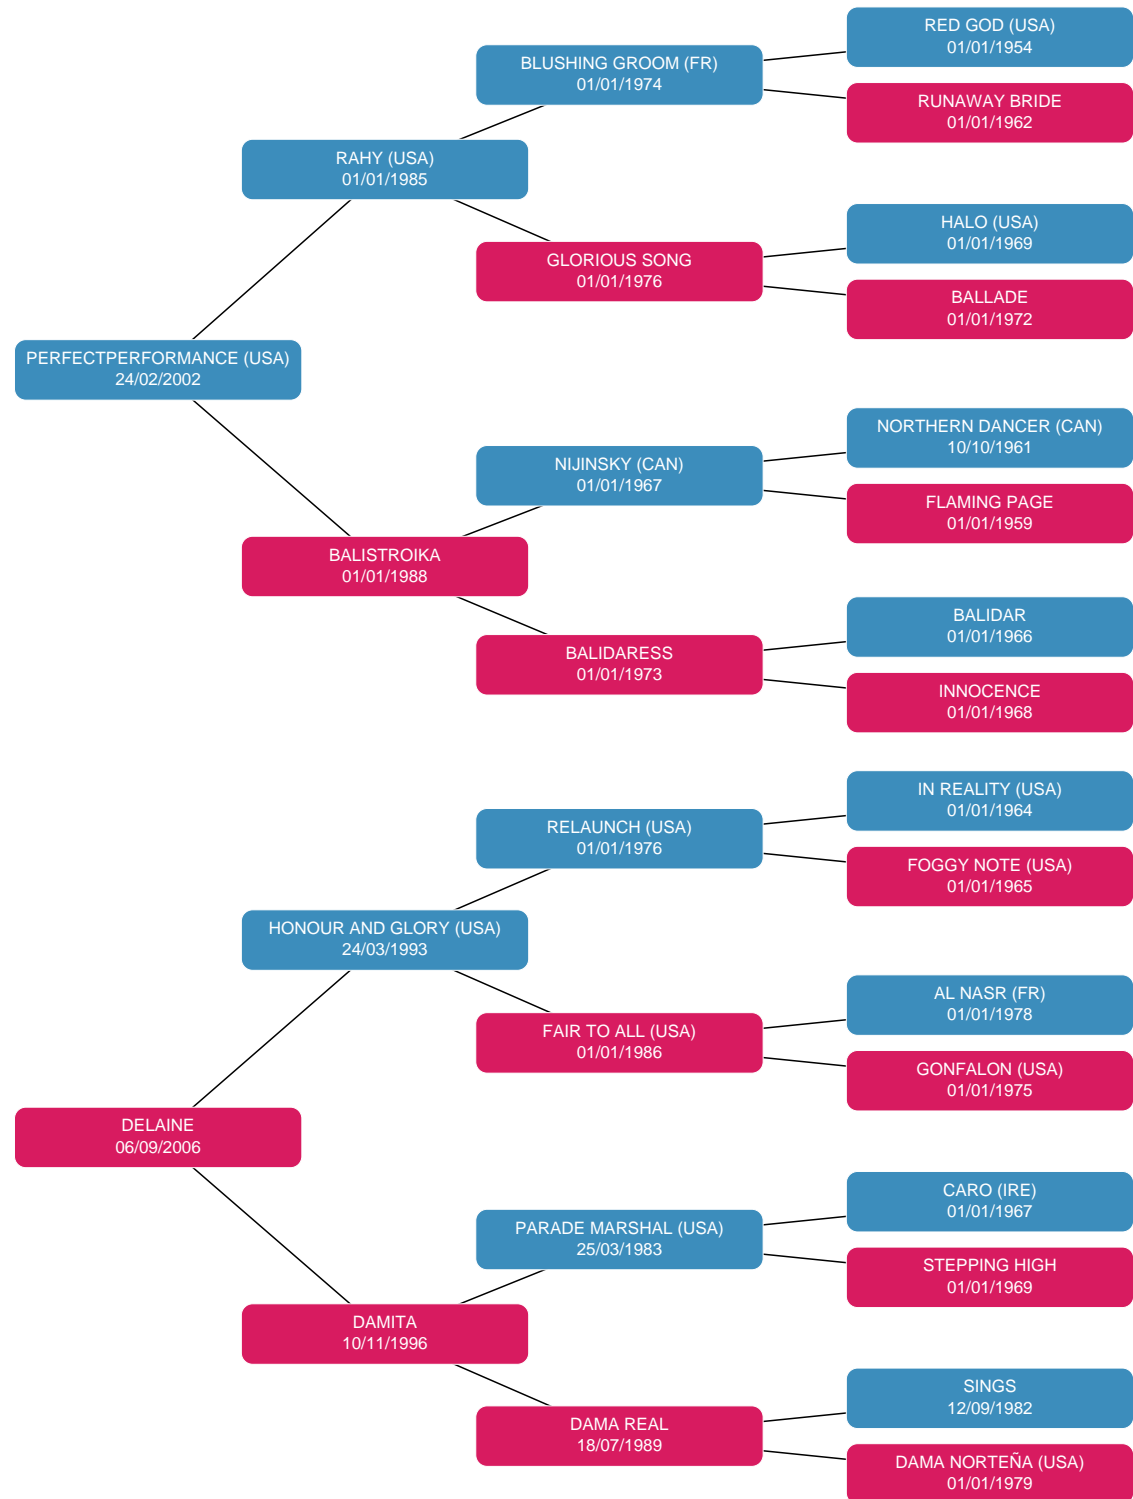 RED GOD (USA)
01/01/1954
BLUSHING GROOM (FR)
01/01/1974
RUNAWAY BRIDE
01/01/1962
RAHY (USA)
01/01/1985
HALO (USA)
01/01/1969
GLORIOUS SONG
01/01/1976
BALLADE
01/01/1972
PERFECTPERFORMANCE (USA)
24/02/2002
NORTHERN DANCER (CAN)
10/10/1961
NIJINSKY (CAN)
01/01/1967
FLAMING PAGE
01/01/1959
BALISTROIKA
01/01/1988
BALIDAR
01/01/1966
BALIDARESS
01/01/1973
INNOCENCE
01/01/1968
IN REALITY (USA)
01/01/1964
RELAUNCH (USA)
01/01/1976
FOGGY NOTE (USA)
01/01/1965
HONOUR AND GLORY (USA)
24/03/1993
AL NASR (FR)
01/01/1978
FAIR TO ALL (USA)
01/01/1986
GONFALON (USA)
01/01/1975
DELAINE
06/09/2006
CARO (IRE)
01/01/1967
PARADE MARSHAL (USA)
25/03/1983
STEPPING HIGH
01/01/1969
DAMITA
10/11/1996
SINGS
12/09/1982
DAMA REAL
18/07/1989
DAMA NORTEÑA (USA)
01/01/1979